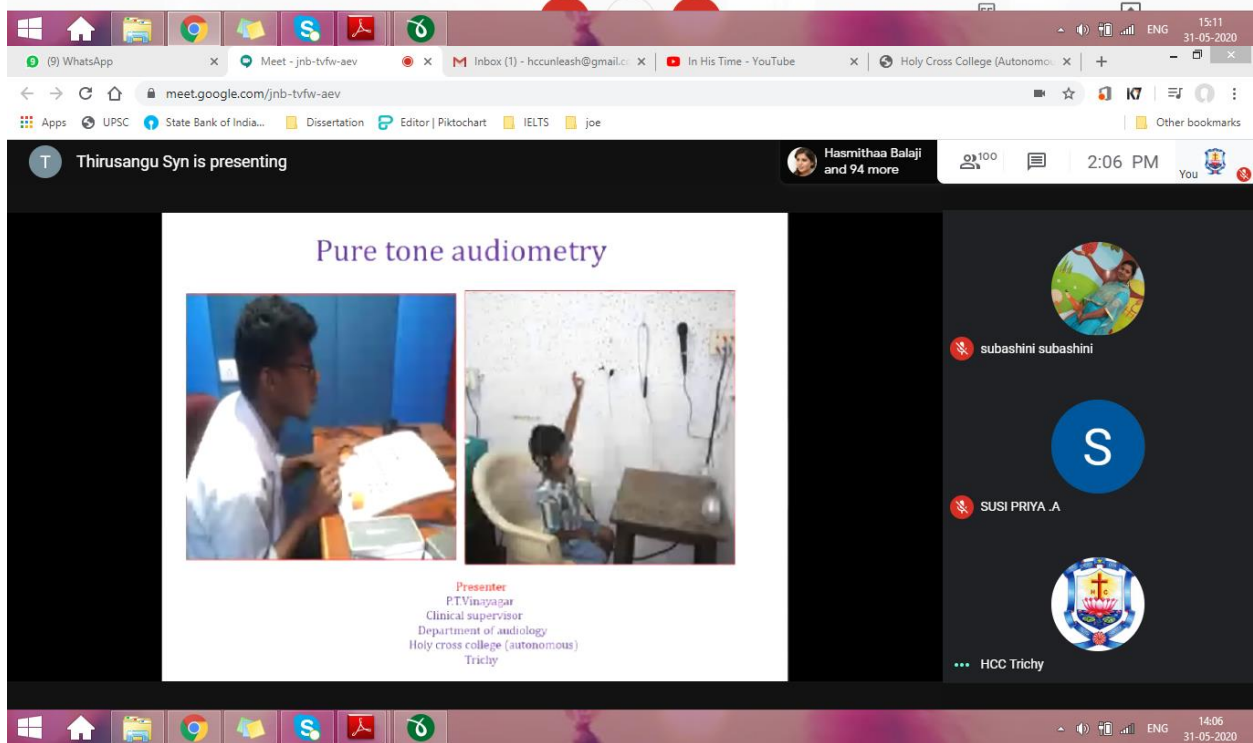 ENG
15:11
31-05-2020
(9) WhatsApp
Meet - jnb-tvfw-aev
Inbox (1) - hccunleash@gmail.c
In His Time - YouTube
Holy Cross College (Autonomou
meet.google.com/jnb-tvfw-aev
Apps
UPSC
State Bank of India...
Dissertation
Editor | Piktochart
IELTS
joe
Other bookmarks
T
Thirusangu Syn is presenting
Hasmithaa Balaji
and 94 more
100
2:06 PM
You
Pure tone audiometry
Presenter
P.T.Vinayagar
Clinical supervisor
Department of audiology
Holy cross college (autonomous)
Trichy
subashini subashini
S
SUSI PRIYA .A
HCC Trichy
ENG
14:06
31-05-2020